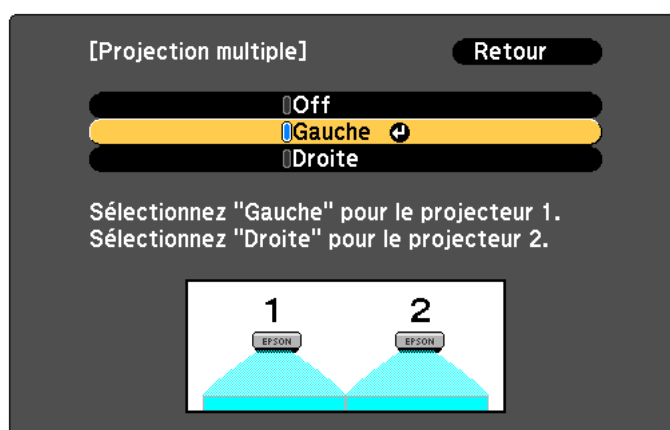 [Projection multiple] Retour
Off
Gauche
Droite
Sélectionnez "Gauche" pour le projecteur 1.
Sélectionnez "Droite" pour le projecteur 2.
1 2
EPSON EPSON